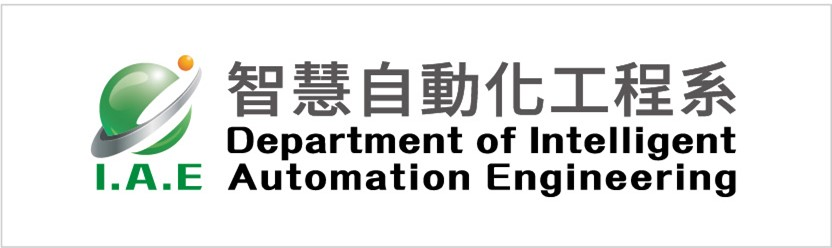 智慧自動化工程系
Department of Intelligent
I.A.E Automation Engineering